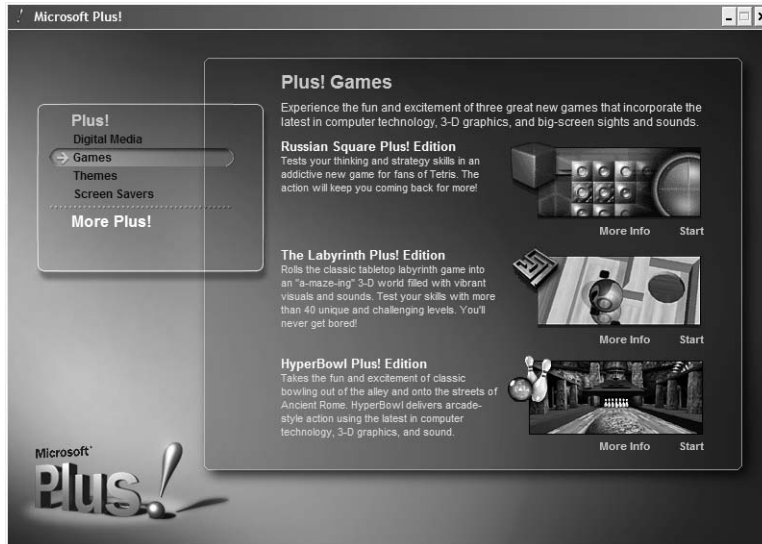 Microsoft Plus!
Plus!
Digital Media
Games
Themes
Screen Savers
More Plus!
Plus! Games
Experience the fun and excitement of three great new games that incorporate the
latest in computer technology, 3-D graphics, and big-screen sights and sounds.
Russian Square Plus! Edition
Tests your thinking and strategy skills in an
addictive new game for fans of Tetris. The
action will keep you coming back for more!
More Info Start
The Labyrinth Plus! Edition
Rolls the classic tabletop labyrinth game into
an "a-maze-ing" 3-D world filled with vibrant
visuals and sounds. Test your skills with more
than 40 unique and challenging levels. You'll
never get bored!
More Info Start
HyperBowl Plus! Edition
Takes the fun and excitement of classic
bowling out of the alley and onto the streets of
Ancient Rome. HyperBowl delivers arcade-
style action using the latest in computer
technology, 3-D graphics, and sound.
More Info Start
Microsoft
Plus!